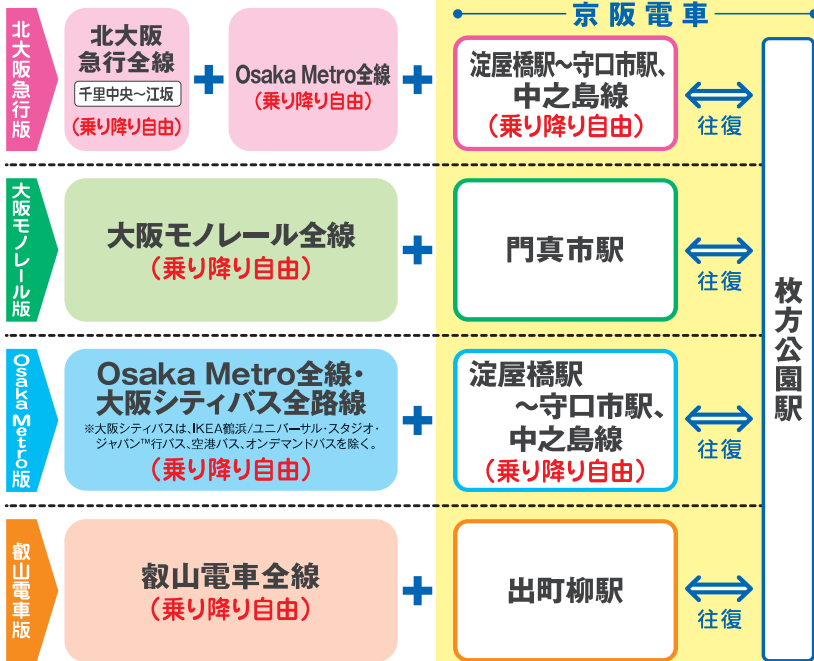 京阪電車
北大阪急行版
北大阪
急行全線
千里中央〜江坂
(乗り降り自由)
+
Osaka Metro全線
(乗り降り自由)
+
淀屋橋駅〜守口市駅、
中之島線
(乗り降り自由)
往復
大阪モノレール版
大阪モノレール全線
(乗り降り自由)
+
門真市駅
往復
Osaka Metro版
Osaka Metro全線・
大阪シティバス全路線
※大阪シティバスは、IKEA鶴浜/ユニバーサル・スタジオ・
ジャパン™行バス、空港バス、オンデマンドバスを除く。
(乗り降り自由)
+
淀屋橋駅
〜守口市駅、
中之島線
(乗り降り自由)
往復
叡山電車版
叡山電車全線
(乗り降り自由)
+
出町柳駅
往復
枚方公園駅